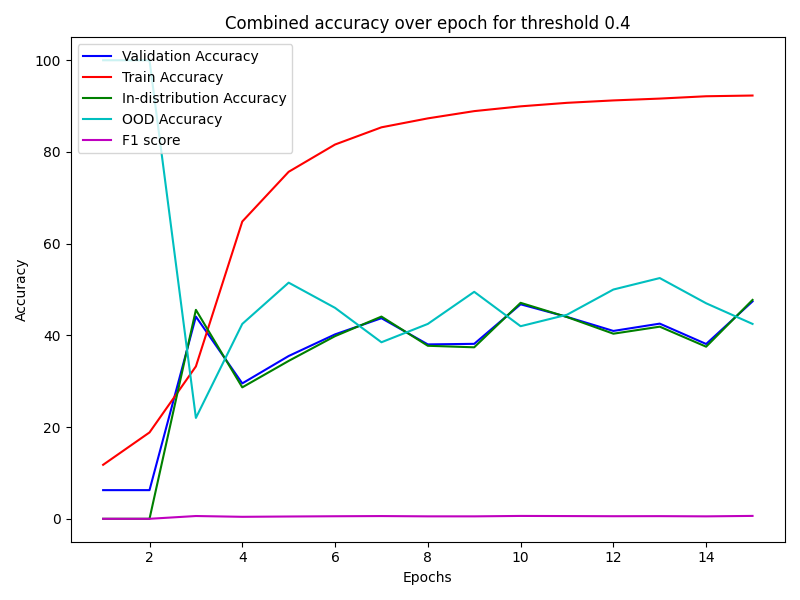 Combined accuracy over epoch for threshold 0.4
Validation Accuracy
Train Accuracy
In-distribution Accuracy
OOD Accuracy
F1 score
100
80
60
40
20
0
Accuracy
2 4 6 8 10 12 14
Epochs